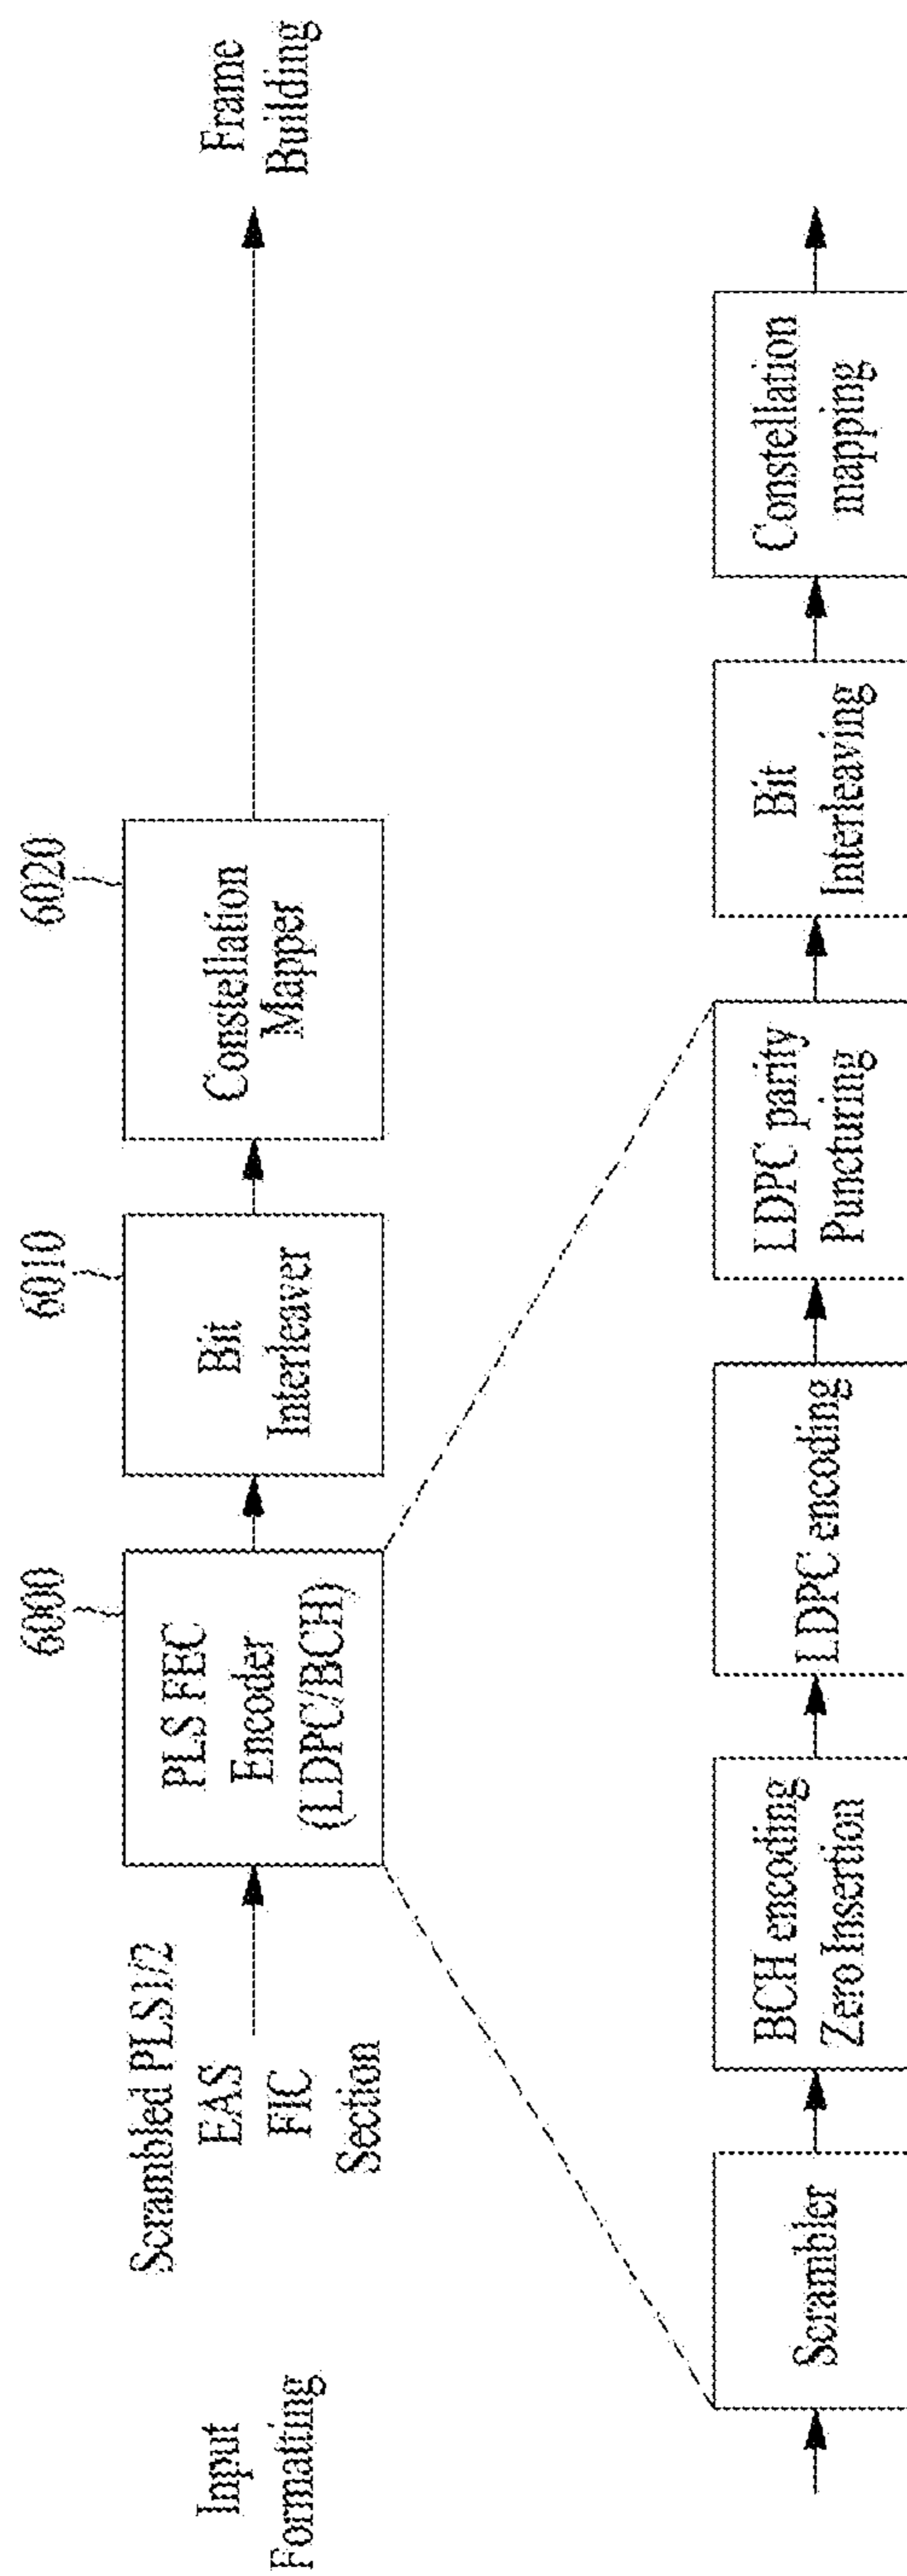 Input
Formatting
Scrambled PLS1/2
EAS
FIC
Section
6000
PLS FEC
Encoder
(LDPC/BCH)
6010
Bit
Interleaver
6020
Constellation
Mapper
Frame
Building
Scrambler
BCH encoding
Zero Insertion
LDPC encoding
LDPC parity
Puncturing
Bit
Interleaving
Constellation
mapping